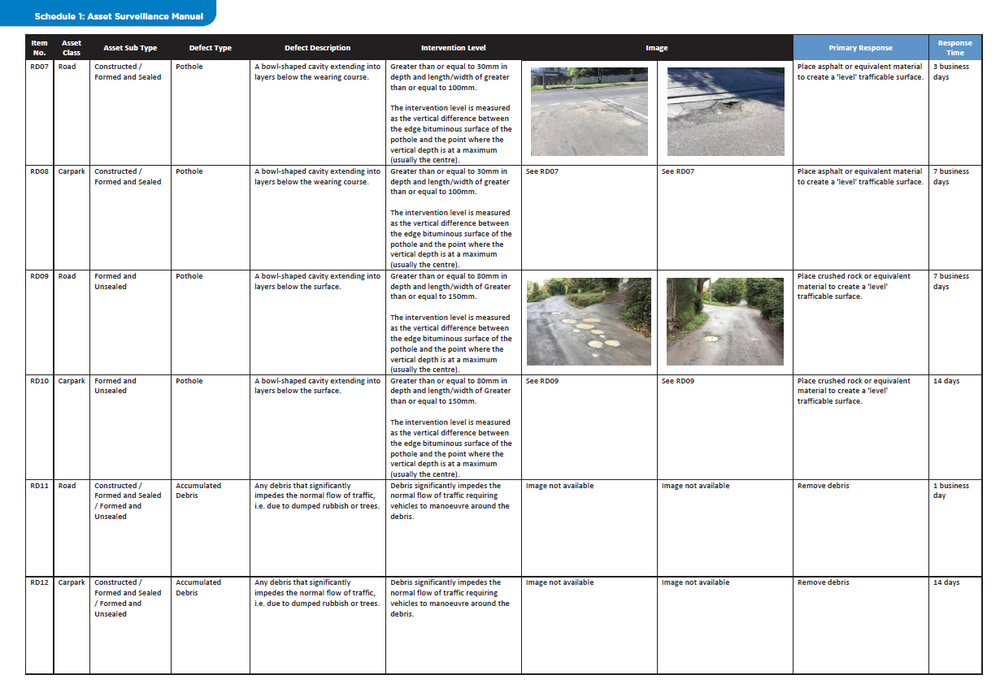 Schedule 1: Asset Surveillance Manual
Item No.
Asset Class
Asset Sub Type
Defect Type
Defect Description
Intervention Level
Image
Primary Response
Response Time
RD07
Road
Constructed /
Formed and Sealed
Pothole
A bowl-shaped cavity extending into
layers below the wearing course.
Greater than or equal to 30mm in
depth and length/width of greater
than or equal to 100mm.
The intervention level is measured
as the vertical difference between
the edge bituminous surface of the
pothole and the point where the
vertical depth is at a maximum
(usually the centre).
Place asphalt or equivalent material
to create a 'level' trafficable surface.
3 business
days
RD08
Carpark
Constructed /
Formed and Sealed
Pothole
A bowl-shaped cavity extending into
layers below the wearing course.
Greater than or equal to 30mm in
depth and length/width of greater
than or equal to 100mm.
The intervention level is measured
as the vertical difference between
the edge bituminous surface of the
pothole and the point where the
vertical depth is at a maximum
(usually the centre).
See RD07
See RD07
Place asphalt or equivalent material
to create a 'level' trafficable surface.
7 business
days
RD09
Road
Formed and
Unsealed
Pothole
A bowl-shaped cavity extending into
layers below the surface.
Greater than or equal to 80mm in
depth and length/width of Greater
than or equal to 150mm.
The intervention level is measured
as the vertical difference between
the edge bituminous surface of the
pothole and the point where the
vertical depth is at a maximum
(usually the centre).
Place crushed rock or equivalent
material to create a 'level'
trafficable surface.
7 business
days
RD10
Carpark
Formed and
Unsealed
Pothole
A bowl-shaped cavity extending into
layers below the surface.
Greater than or equal to 80mm in
depth and length/width of Greater
than or equal to 150mm.
The intervention level is measured
as the vertical difference between
the edge bituminous surface of the
pothole and the point where the
vertical depth is at a maximum
(usually the centre).
See RD09
See RD09
Place crushed rock or equivalent
material to create a 'level'
trafficable surface.
14 days
RD11
Road
Constructed /
Formed and Sealed
/ Formed and
Unsealed
Accumulated
Debris
Any debris that significantly
impedes the normal flow of traffic,
i.e. due to dumped rubbish or trees.
Debris significantly impedes the
normal flow of traffic requiring
vehicles to manoeuvre around the
debris.
Image not available
Image not available
Remove debris
1 business
day
RD12
Carpark
Constructed /
Formed and Sealed
/ Formed and
Unsealed
Accumulated
Debris
Any debris that significantly
impedes the normal flow of traffic,
i.e. due to dumped rubbish or trees.
Debris significantly impedes the
normal flow of traffic requiring
vehicles to manoeuvre around the
debris.
Image not available
Image not available
Remove debris
14 days